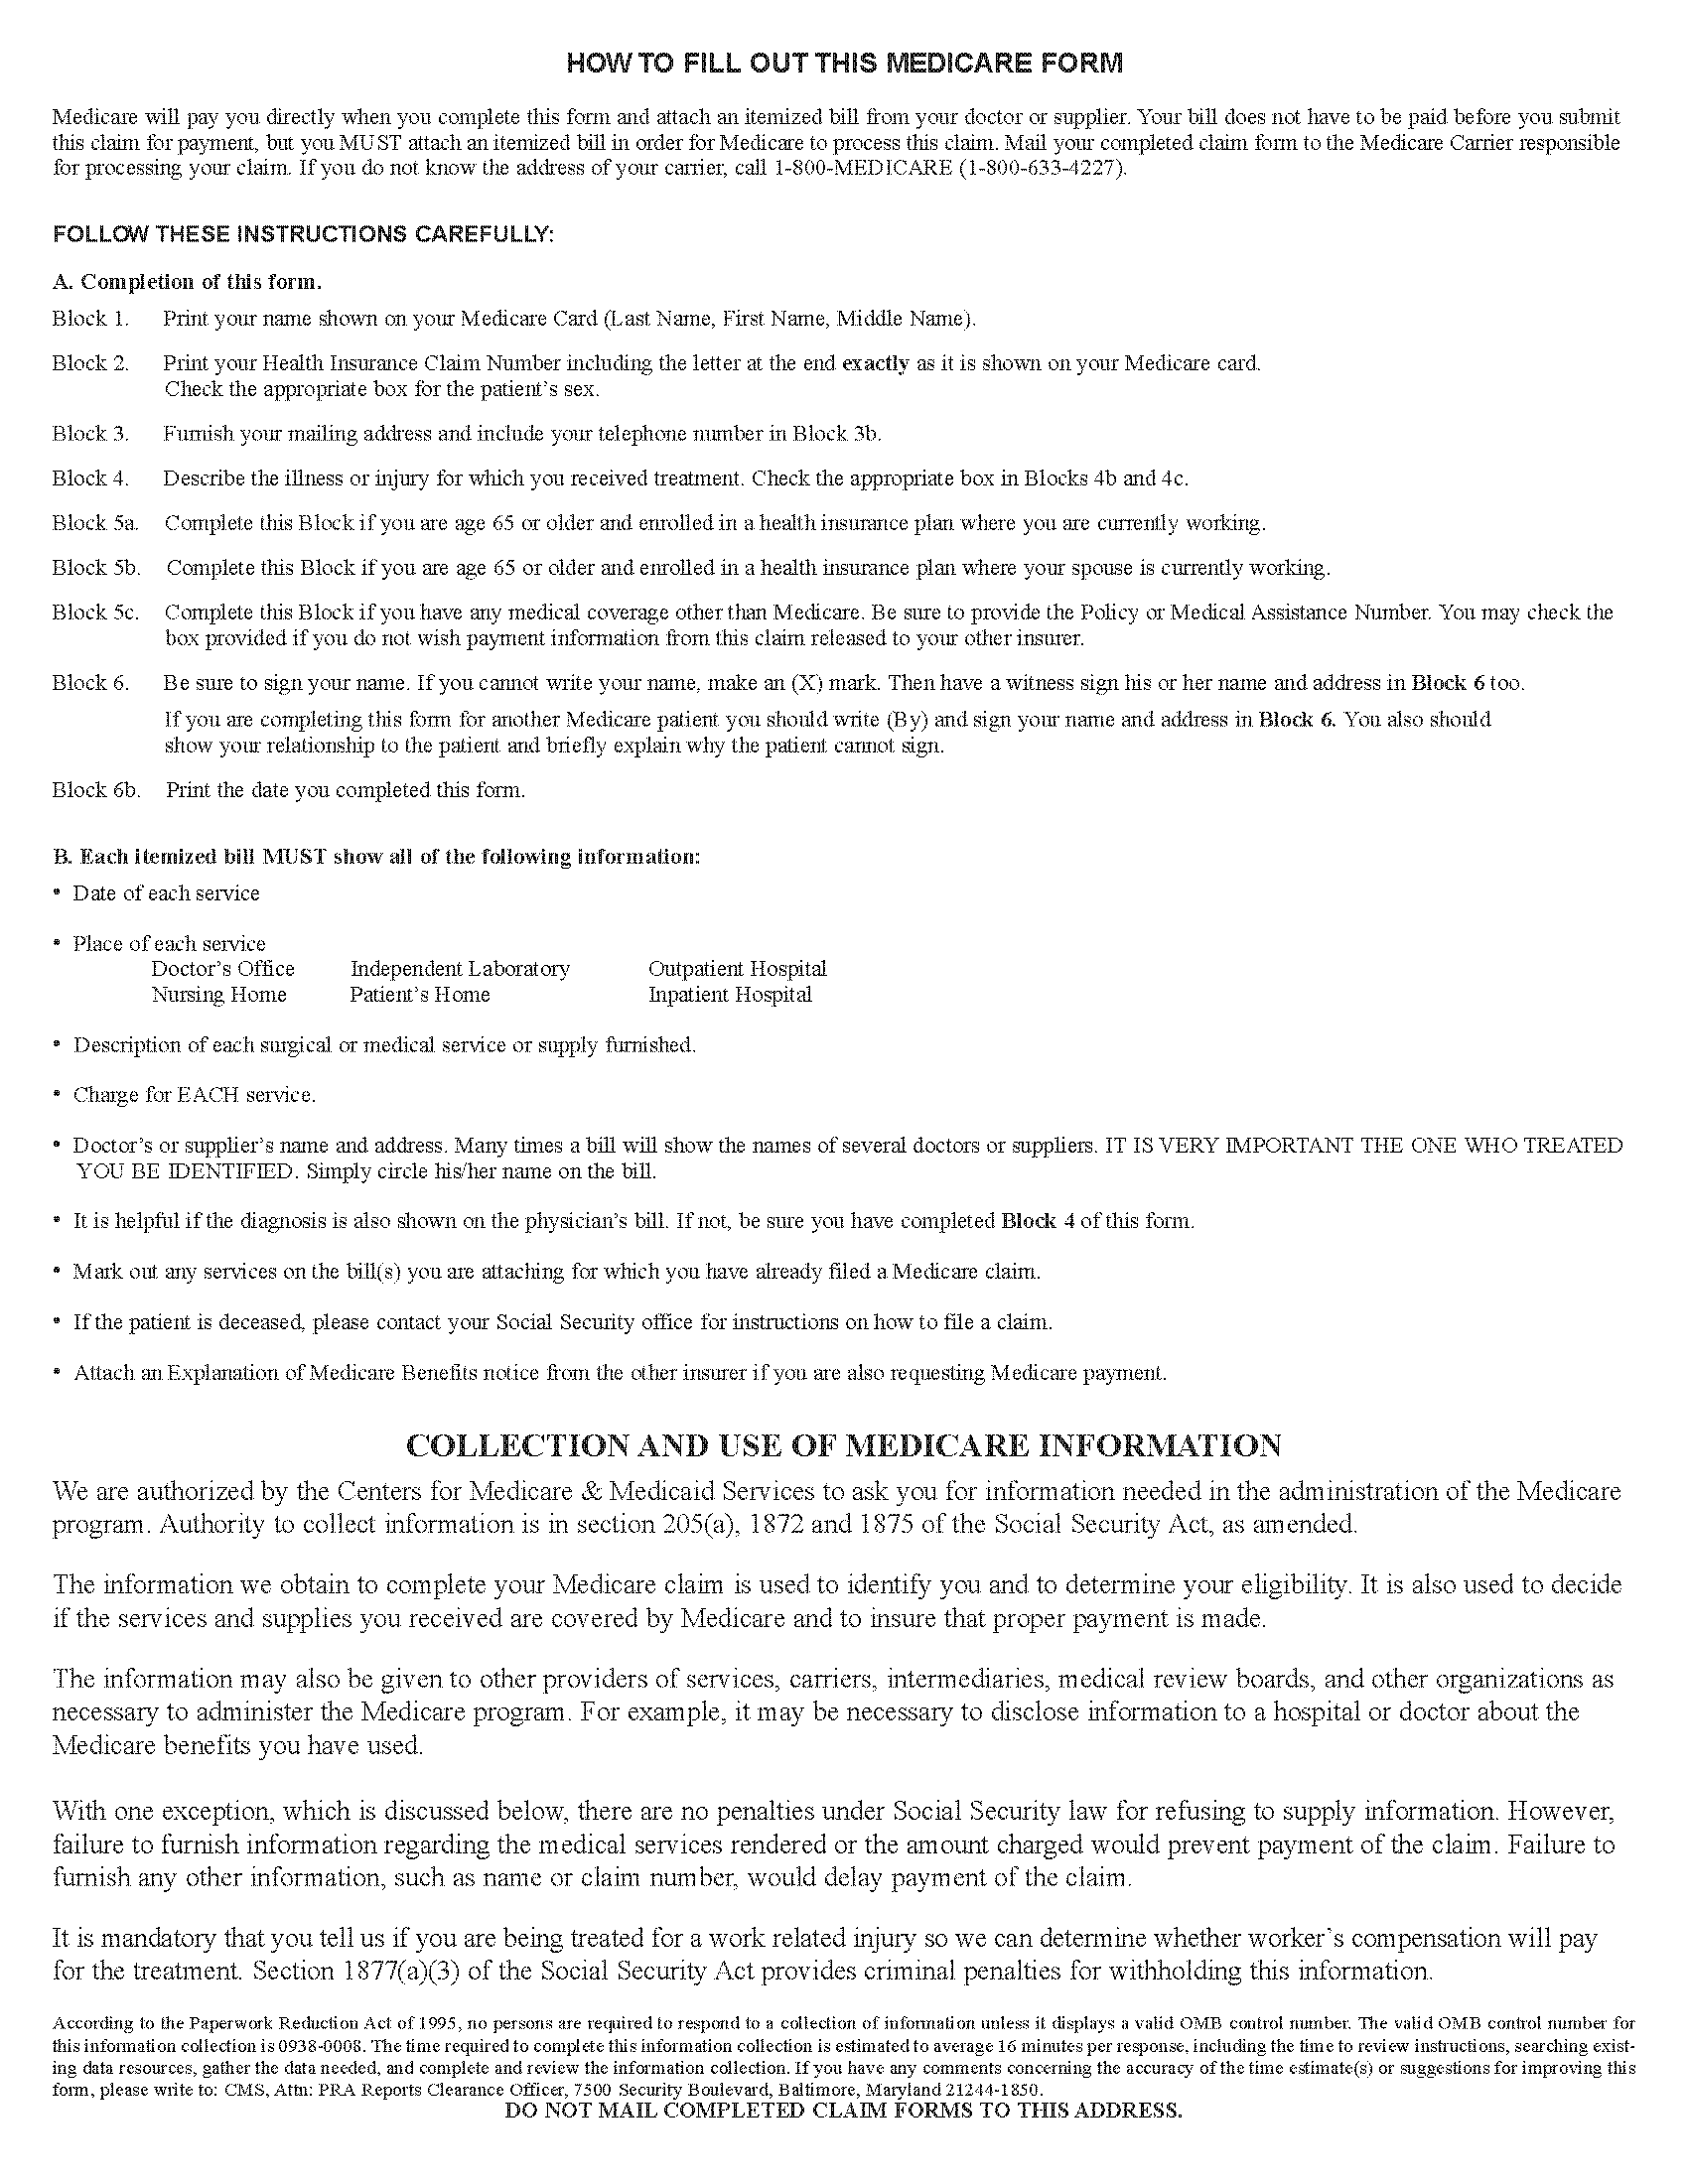 HOW TO FILL OUT THIS MEDICARE FORM
Medicare will pay you directly when you complete this form and attach an itemized bill from your doctor or supplier. Your bill does not have to be paid before you submit
this claim for payment, but you MUST attach an itemized bill in order for Medicare to process this claim. Mail your completed claim form to the Medicare Carrier responsible
for processing your claim. If you do not know the address of your carrier, call 1-800-MEDICARE (1-800-633-4227).
FOLLOW THESE INSTRUCTIONS CAREFULLY:
A. Completion of this form.
Block 1. Print your name shown on your Medicare Card (Last Name, First Name, Middle Name).
Block 2. Print your Health Insurance Claim Number including the letter at the end exactly as it is shown on your Medicare card.
Check the appropriate box for the patient's sex.
Block 3. Furnish your mailing address and include your telephone number in Block 3b.
Block 4. Describe the illness or injury for which you received treatment. Check the appropriate box in Blocks 4b and 4c.
Block 5a. Complete this Block if you are age 65 or older and enrolled in a health insurance plan where you are currently working.
Block 5b. Complete this Block if you are age 65 or older and enrolled in a health insurance plan where your spouse is currently working.
Block 5c. Complete this Block if you have any medical coverage other than Medicare. Be sure to provide the Policy or Medical Assistance Number. You may check the
box provided if you do not wish payment information from this claim released to your other insurer.
Block 6. Be sure to sign your name. If you cannot write your name, make an (X) mark. Then have a witness sign his or her name and address in Block 6 too.
If you are completing this form for another Medicare patient you should write (By) and sign your name and address in Block 6. You also should
show your relationship to the patient and briefly explain why the patient cannot sign.
Block 6b. Print the date you completed this form.
B. Each itemized bill MUST show all of the following information:
• Date of each service
• Place of each service
Doctor's Office Independent Laboratory Outpatient Hospital
Nursing Home Patient's Home Inpatient Hospital
• Description of each surgical or medical service or supply furnished.
• Charge for EACH service.
• Doctor's or supplier's name and address. Many times a bill will show the names of several doctors or suppliers. IT IS VERY IMPORTANT THE ONE WHO TREATED
YOU BE IDENTIFIED. Simply circle his/her name on the bill.
• It is helpful if the diagnosis is also shown on the physician's bill. If not, be sure you have completed Block 4 of this form.
• Mark out any services on the bill(s) you are attaching for which you have already filed a Medicare claim.
• If the patient is deceased, please contact your Social Security office for instructions on how to file a claim.
• Attach an Explanation of Medicare Benefits notice from the other insurer if you are also requesting Medicare payment.
COLLECTION AND USE OF MEDICARE INFORMATION
We are authorized by the Centers for Medicare & Medicaid Services to ask you for information needed in the administration of the Medicare
program. Authority to collect information is in section 205(a), 1872 and 1875 of the Social Security Act, as amended.
The information we obtain to complete your Medicare claim is used to identify you and to determine your eligibility. It is also used to decide
if the services and supplies you received are covered by Medicare and to insure that proper payment is made.
The information may also be given to other providers of services, carriers, intermediaries, medical review boards, and other organizations as
necessary to administer the Medicare program. For example, it may be necessary to disclose information to a hospital or doctor about the
Medicare benefits you have used.
With one exception, which is discussed below, there are no penalties under Social Security law for refusing to supply information. However,
failure to furnish information regarding the medical services rendered or the amount charged would prevent payment of the claim. Failure to
furnish any other information, such as name or claim number, would delay payment of the claim.
It is mandatory that you tell us if you are being treated for a work related injury so we can determine whether worker's compensation will pay
for the treatment. Section 1877(a)(3) of the Social Security Act provides criminal penalties for withholding this information.
According to the Paperwork Reduction Act of 1995, no persons are required to respond to a collection of information unless it displays a valid OMB control number. The valid OMB control number for
this information collection is 0938-0008. The time required to complete this information collection is estimated to average 16 minutes per response, including the time to review instructions, searching exist-
ing data resources, gather the data needed, and complete and review the information collection. If you have any comments concerning the accuracy of the time estimate(s) or suggestions for improving this
form, please write to: CMS, Attn: PRA Reports Clearance Officer, 7500 Security Boulevard, Baltimore, Maryland 21244-1850.
DO NOT MAIL COMPLETED CLAIM FORMS TO THIS ADDRESS.